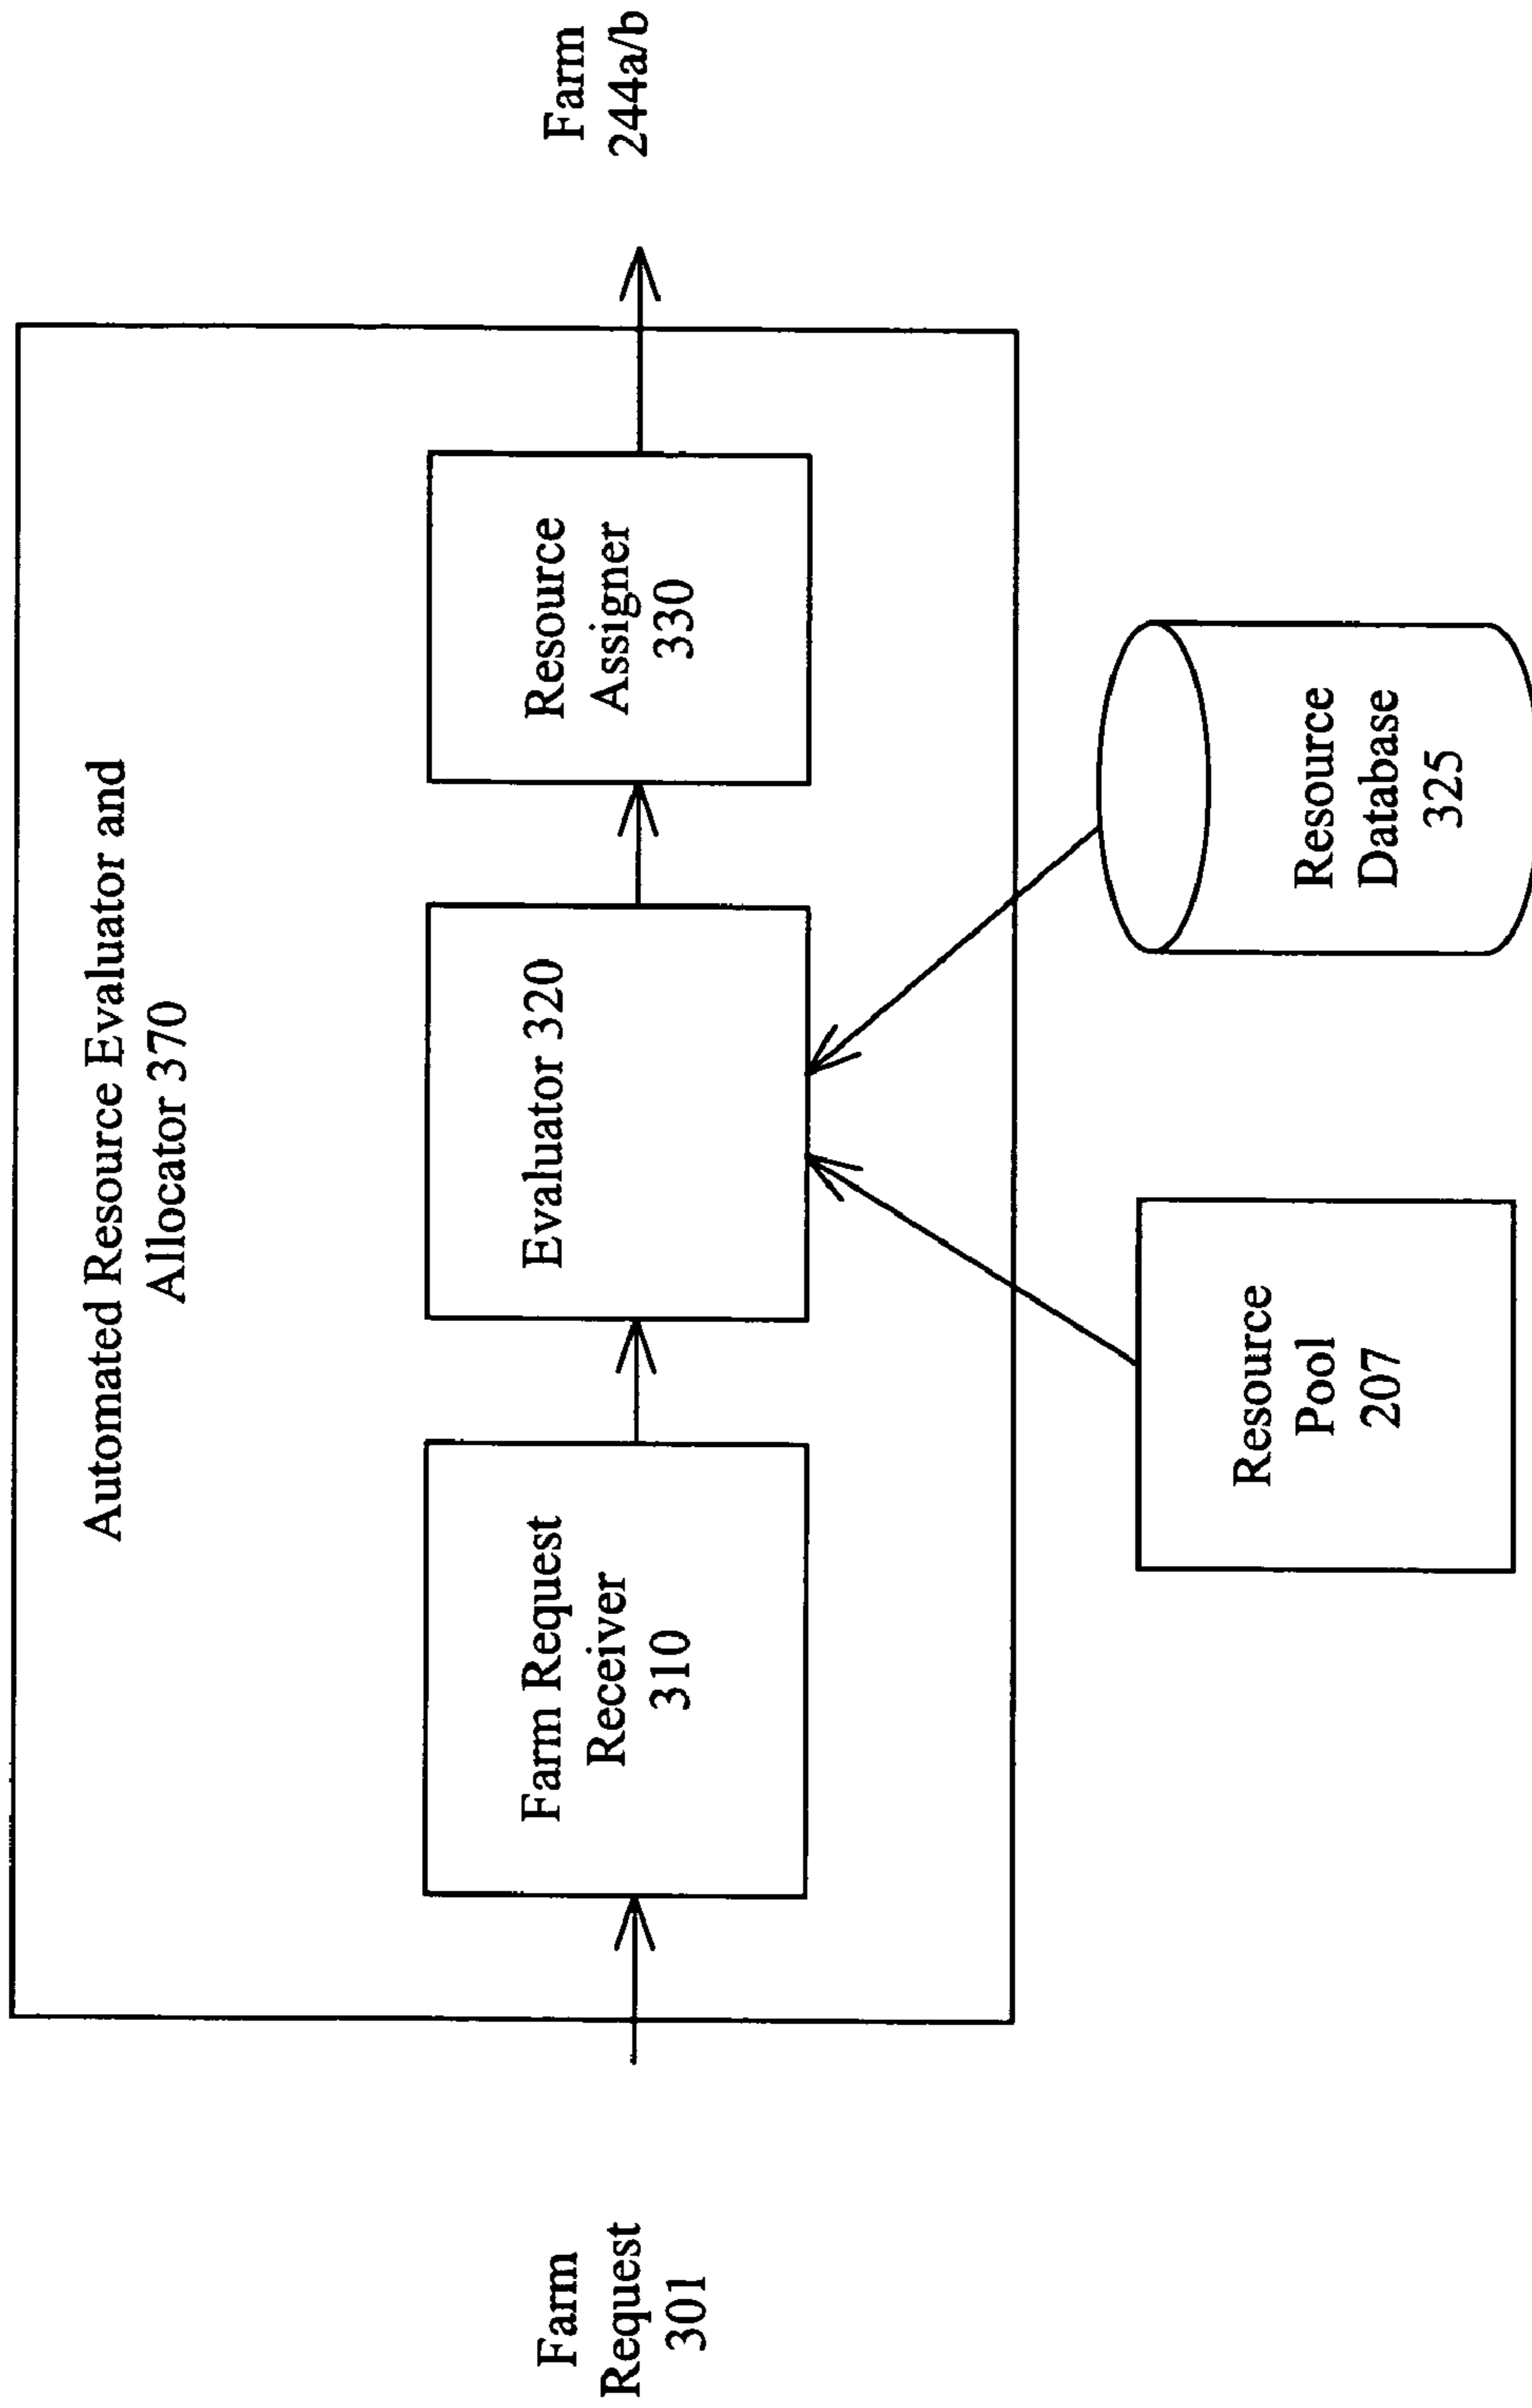 Automated Resource Evaluator and
Allocator 370
Farm
Request
301
Farm Request
Receiver
310
Evaluator 320
Resource
Assigner
330
Farm
244a/b
Resource
Pool
207
Resource
Database
325